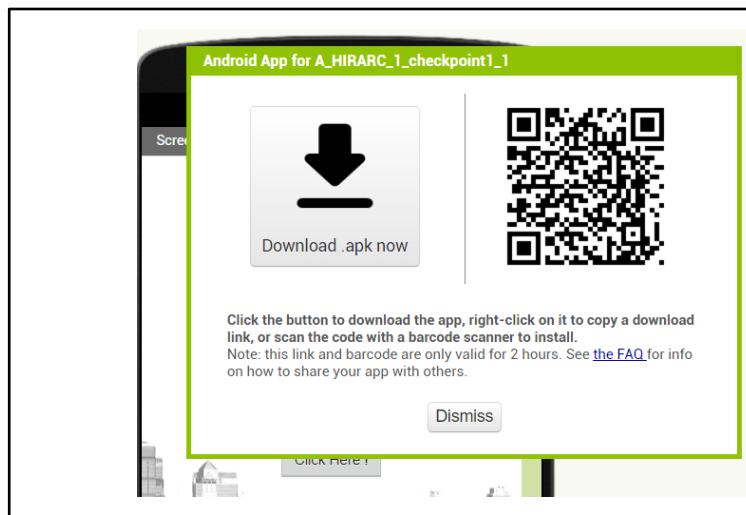 Android App for A_HIRARC_1_checkpoint1_1
Scree
Download .apk now
Click the button to download the app, right-click on it to copy a download
link, or scan the code with a barcode scanner to install.
Note: this link and barcode are only valid for 2 hours. See the FAQ for info
on how to share your app with others.
Dismiss
Click Here !